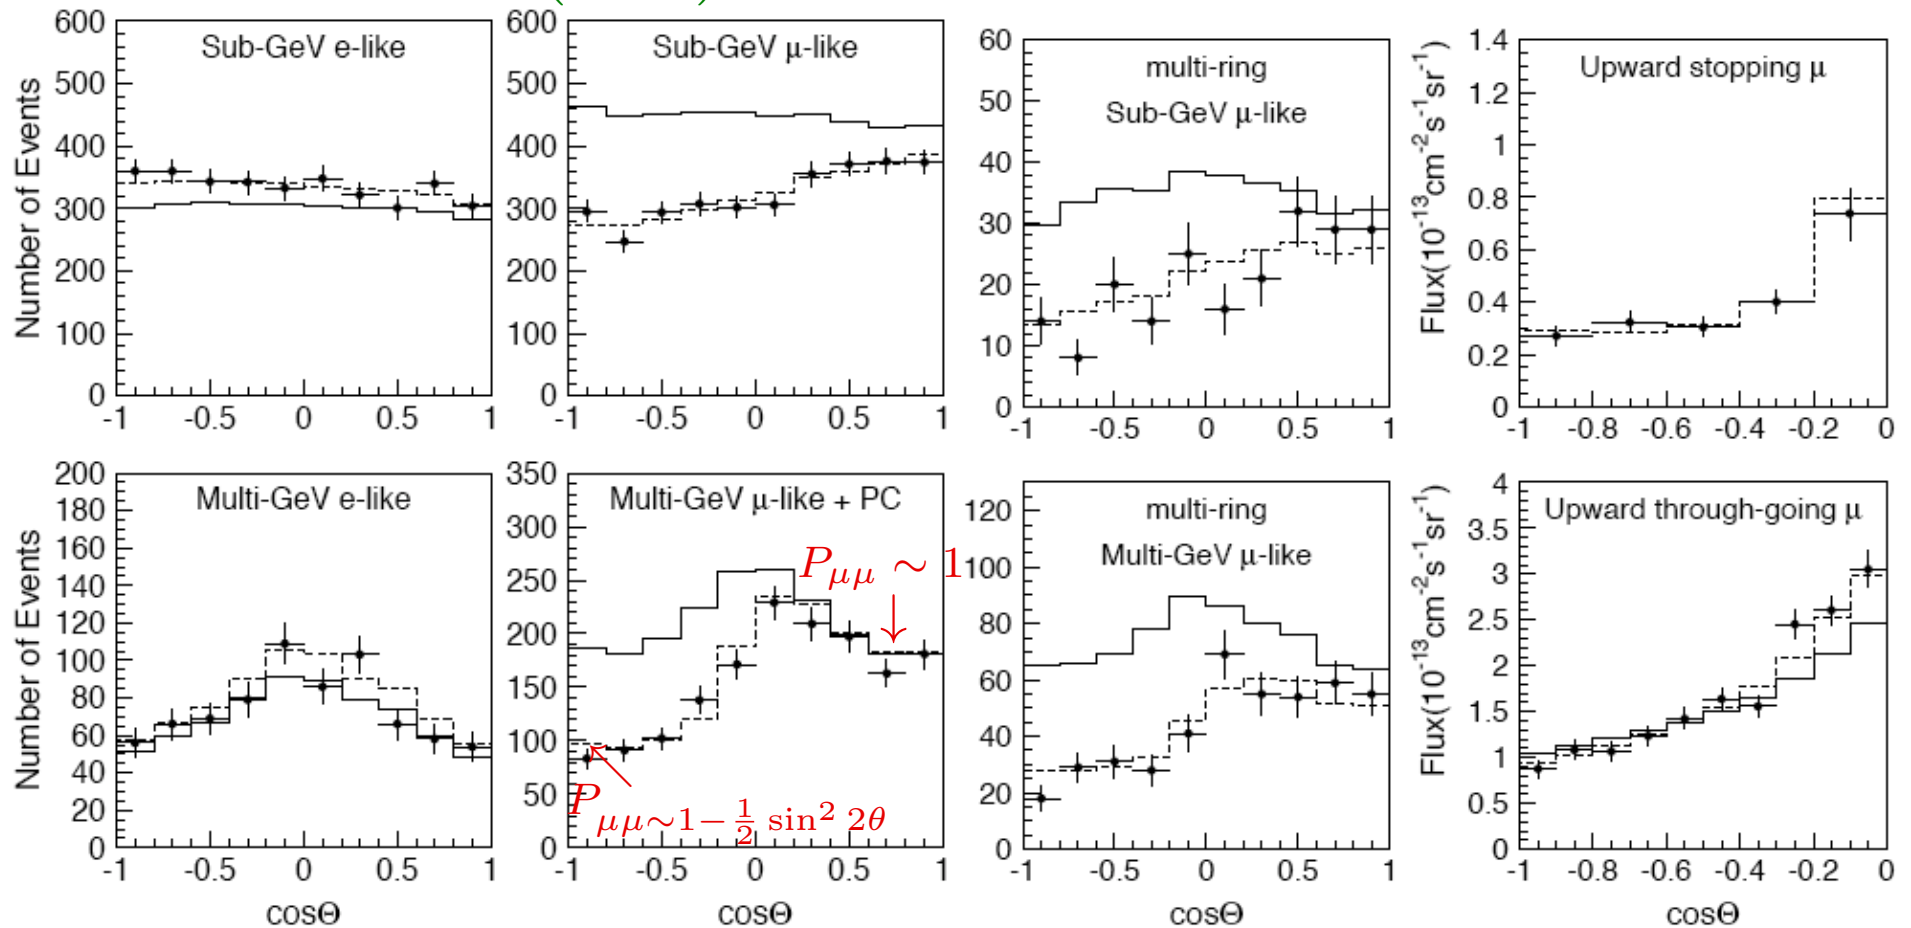 Sub-GeV e-like
Number of Events
600
500
400
300
200
100
0
-1 -0.5 0 0.5 1
Sub-GeV μ-like
600
500
400
300
200
100
0
-1 -0.5 0 0.5 1
multi-ring
Sub-GeV μ-like
60
50
40
30
20
10
0
-1 -0.5 0 0.5 1
Upward stopping μ
Flux(10⁻¹³cm⁻²s⁻¹sr⁻¹)
1.4
1.2
1
0.8
0.6
0.4
0.2
0
-1 -0.8 -0.6 -0.4 -0.2 0
Multi-GeV e-like
Number of Events
200
180
160
140
120
100
80
60
40
20
0
-1 -0.5 0 0.5 1
cosΘ
Multi-GeV μ-like + PC
350
300
250
200
150
100
50
0
P_μμ ∼ 1
P_μμ∼1−½ sin² 2θ
-1 -0.5 0 0.5 1
cosΘ
multi-ring
Multi-GeV μ-like
120
100
80
60
40
20
0
-1 -0.5 0 0.5 1
cosΘ
Upward through-going μ
Flux(10⁻¹³cm⁻²s⁻¹sr⁻¹)
4
3.5
3
2.5
2
1.5
1
0.5
0
-1 -0.8 -0.6 -0.4 -0.2 0
cosΘ